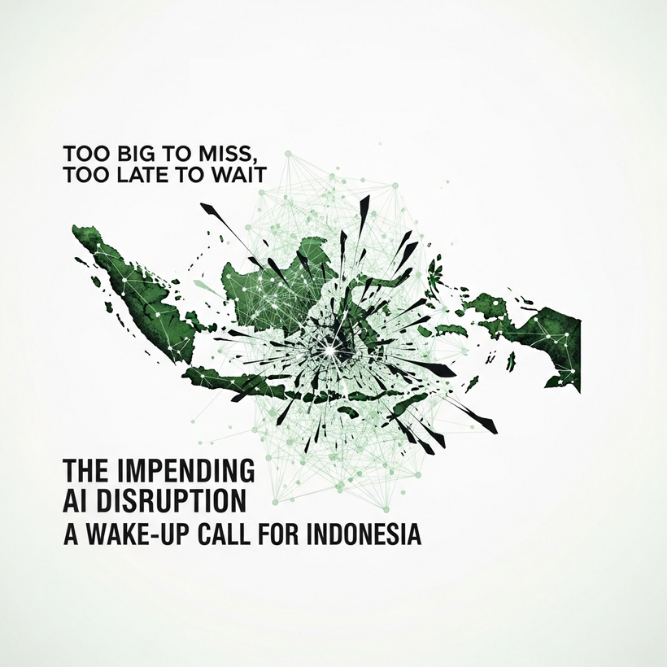 TOO BIG TO MISS,
TOO LATE TO WAIT
THE IMPENDING
AI DISRUPTION
A WAKE-UP CALL FOR INDONESIA